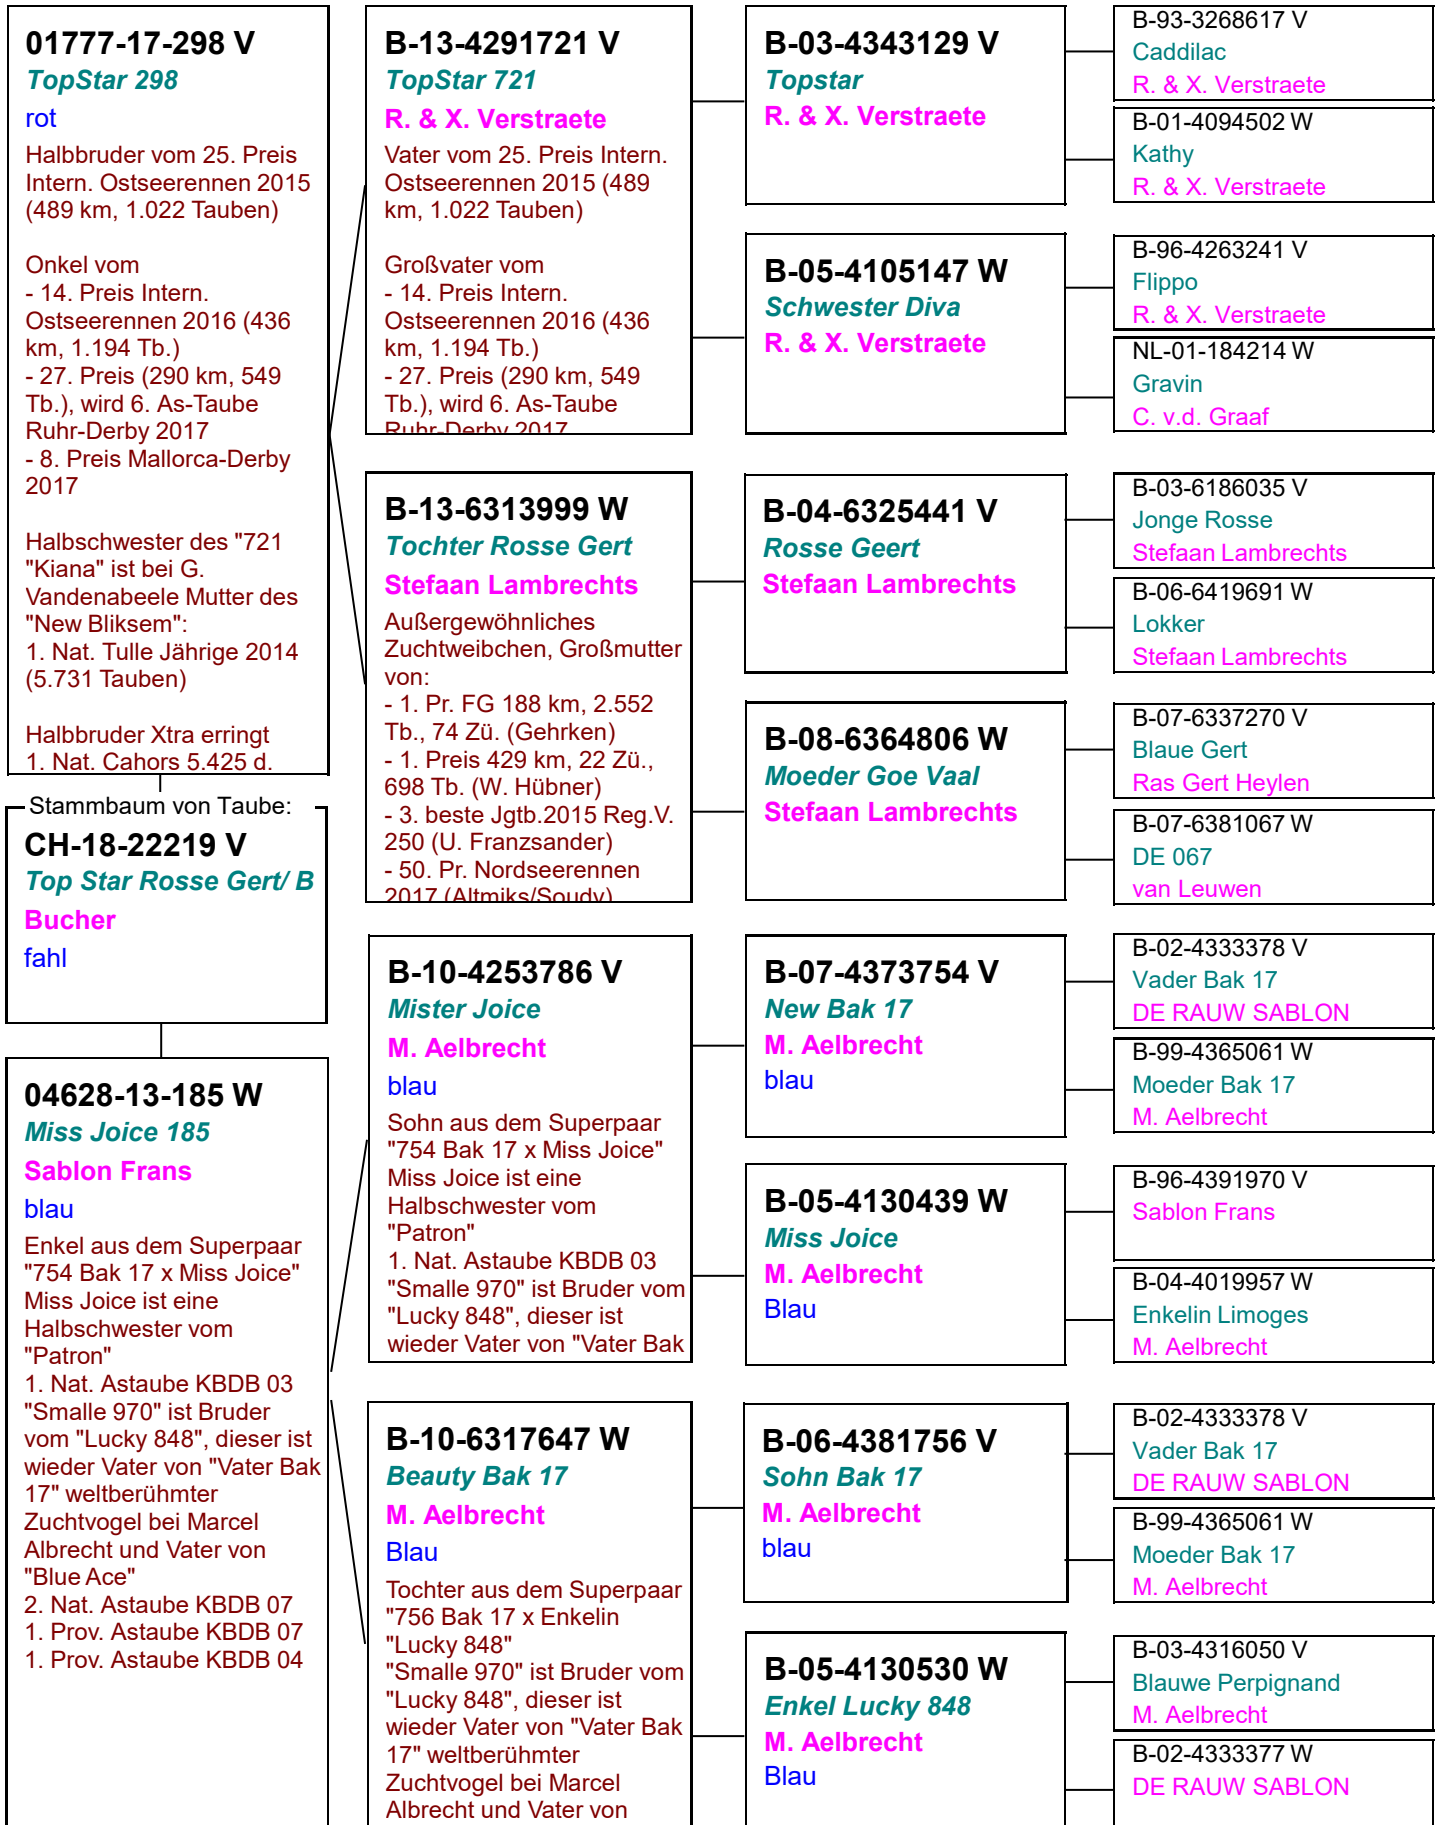 01777-17-298 V
TopStar 298
rot
Halbbruder vom 25. Preis
Intern. Ostseerennen 2015
(489 km, 1.022 Tauben)
Onkel vom
- 14. Preis Intern.
Ostseerennen 2016 (436
km, 1.194 Tb.)
- 27. Preis (290 km, 549
Tb.), wird 6. As-Taube
Ruhr-Derby 2017
- 8. Preis Mallorca-Derby
2017
Halbschwester des "721
"Kiana" ist bei G.
Vandenabeele Mutter des
"New Bliksem":
1. Nat. Tulle Jährige 2014
(5.731 Tauben)
Halbbruder Xtra erringt
1. Nat. Cahors 5.425 d.
Stammbaum von Taube:
CH-18-22219 V
Top Star Rosse Gert/ B
Bucher
fahl
04628-13-185 W
Miss Joice 185
Sablon Frans
blau
Enkel aus dem Superpaar
"754 Bak 17 x Miss Joice"
Miss Joice ist eine
Halbschwester vom
"Patron"
1. Nat. Astaube KBDB 03
"Smalle 970" ist Bruder
vom "Lucky 848", dieser ist
wieder Vater von "Vater Bak
17" weltberühmter
Zuchtvogel bei Marcel
Albrecht und Vater von
"Blue Ace"
2. Nat. Astaube KBDB 07
1. Prov. Astaube KBDB 07
1. Prov. Astaube KBDB 04
B-13-4291721 V
TopStar 721
R. & X. Verstraete
Vater vom 25. Preis Intern.
Ostseerennen 2015 (489
km, 1.022 Tauben)
Großvater vom
- 14. Preis Intern.
Ostseerennen 2016 (436
km, 1.194 Tb.)
- 27. Preis (290 km, 549
Tb.), wird 6. As-Taube
Ruhr-Derby 2017
B-13-6313999 W
Tochter Rosse Gert
Stefaan Lambrechts
Außergewöhnliches
Zuchtweibchen, Großmutter
von:
- 1. Pr. FG 188 km, 2.552
Tb., 74 Zü. (Gehrken)
- 1. Preis 429 km, 22 Zü.,
698 Tb. (W. Hübner)
- 3. beste Jgtb.2015 Reg.V.
250 (U. Franzsander)
- 50. Pr. Nordseerennen
2017 (Altmiks/Soudy)
B-10-4253786 V
Mister Joice
M. Aelbrecht
blau
Sohn aus dem Superpaar
"754 Bak 17 x Miss Joice"
Miss Joice ist eine
Halbschwester vom
"Patron"
1. Nat. Astaube KBDB 03
"Smalle 970" ist Bruder vom
"Lucky 848", dieser ist
wieder Vater von "Vater Bak
B-10-6317647 W
Beauty Bak 17
M. Aelbrecht
Blau
Tochter aus dem Superpaar
"756 Bak 17 x Enkelin
"Lucky 848"
"Smalle 970" ist Bruder vom
"Lucky 848", dieser ist
wieder Vater von "Vater Bak
17" weltberühmter
Zuchtvogel bei Marcel
Albrecht und Vater von
B-03-4343129 V
Topstar
R. & X. Verstraete
B-05-4105147 W
Schwester Diva
R. & X. Verstraete
B-04-6325441 V
Rosse Geert
Stefaan Lambrechts
B-08-6364806 W
Moeder Goe Vaal
Stefaan Lambrechts
B-07-4373754 V
New Bak 17
M. Aelbrecht
blau
B-05-4130439 W
Miss Joice
M. Aelbrecht
Blau
B-06-4381756 V
Sohn Bak 17
M. Aelbrecht
blau
B-05-4130530 W
Enkel Lucky 848
M. Aelbrecht
Blau
B-93-3268617 V
Caddilac
R. & X. Verstraete
B-01-4094502 W
Kathy
R. & X. Verstraete
B-96-4263241 V
Flippo
R. & X. Verstraete
NL-01-184214 W
Gravin
C. v.d. Graaf
B-03-6186035 V
Jonge Rosse
Stefaan Lambrechts
B-06-6419691 W
Lokker
Stefaan Lambrechts
B-07-6337270 V
Blaue Gert
Ras Gert Heylen
B-07-6381067 W
DE 067
van Leuwen
B-02-4333378 V
Vader Bak 17
DE RAUW SABLON
B-99-4365061 W
Moeder Bak 17
M. Aelbrecht
B-96-4391970 V
Sablon Frans
B-04-4019957 W
Enkelin Limoges
M. Aelbrecht
B-02-4333378 V
Vader Bak 17
DE RAUW SABLON
B-99-4365061 W
Moeder Bak 17
M. Aelbrecht
B-03-4316050 V
Blauwe Perpignand
M. Aelbrecht
B-02-4333377 W
DE RAUW SABLON